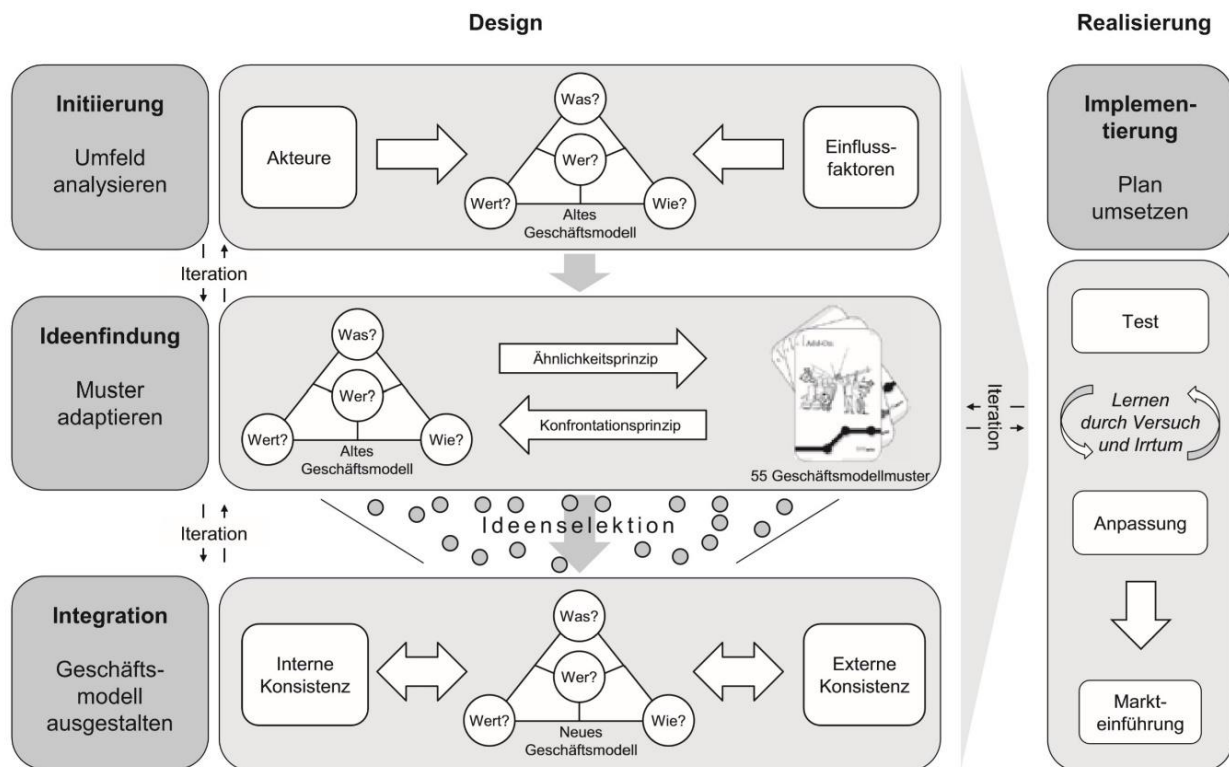 Design
Realisierung
Initiierung
Umfeld
analysieren
Akteure
Was?
Wer?
Wert?
Wie?
Altes
Geschäftsmodell
Einfluss-
faktoren
Iteration
Ideenfindung
Muster
adaptieren
Was?
Wer?
Wert?
Wie?
Altes
Geschäftsmodell
Ähnlichkeitsprinzip
Konfrontationsprinzip
Add-On
55 Geschäftsmodellmuster
Iteration
Ideenselektion
Integration
Geschäfts-
modell
ausgestalten
Interne
Konsistenz
Was?
Wer?
Wert?
Wie?
Neues
Geschäftsmodell
Externe
Konsistenz
Iteration
Implemen-
tierung
Plan
umsetzen
Test
Lernen
durch Versuch
und Irrtum
Anpassung
Markt-
einführung